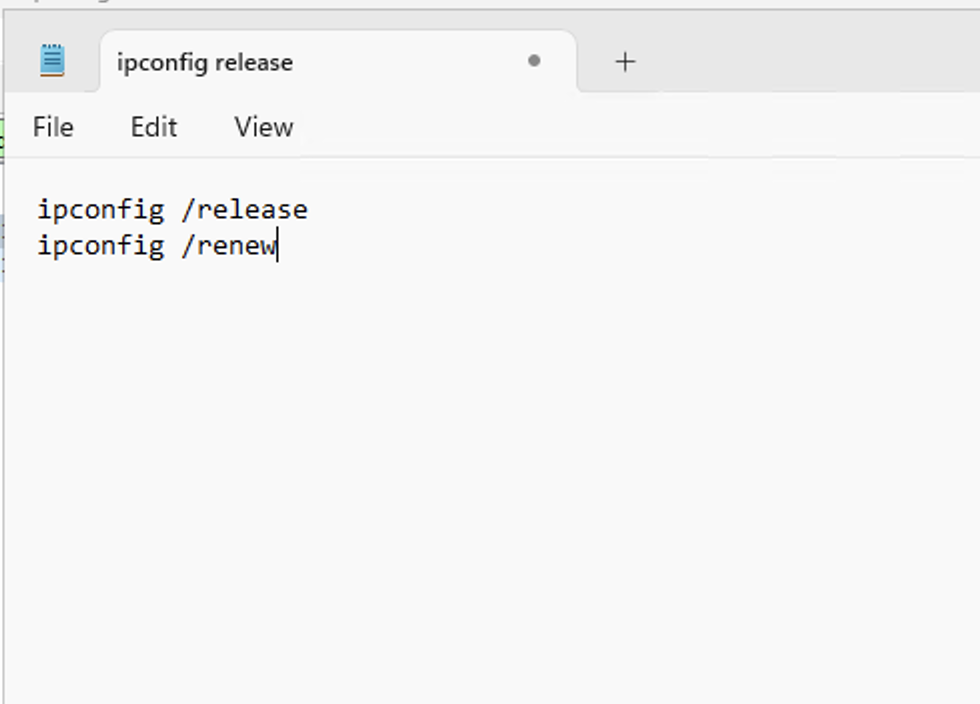 ipconfig release
File Edit View
ipconfig /release
ipconfig /renew